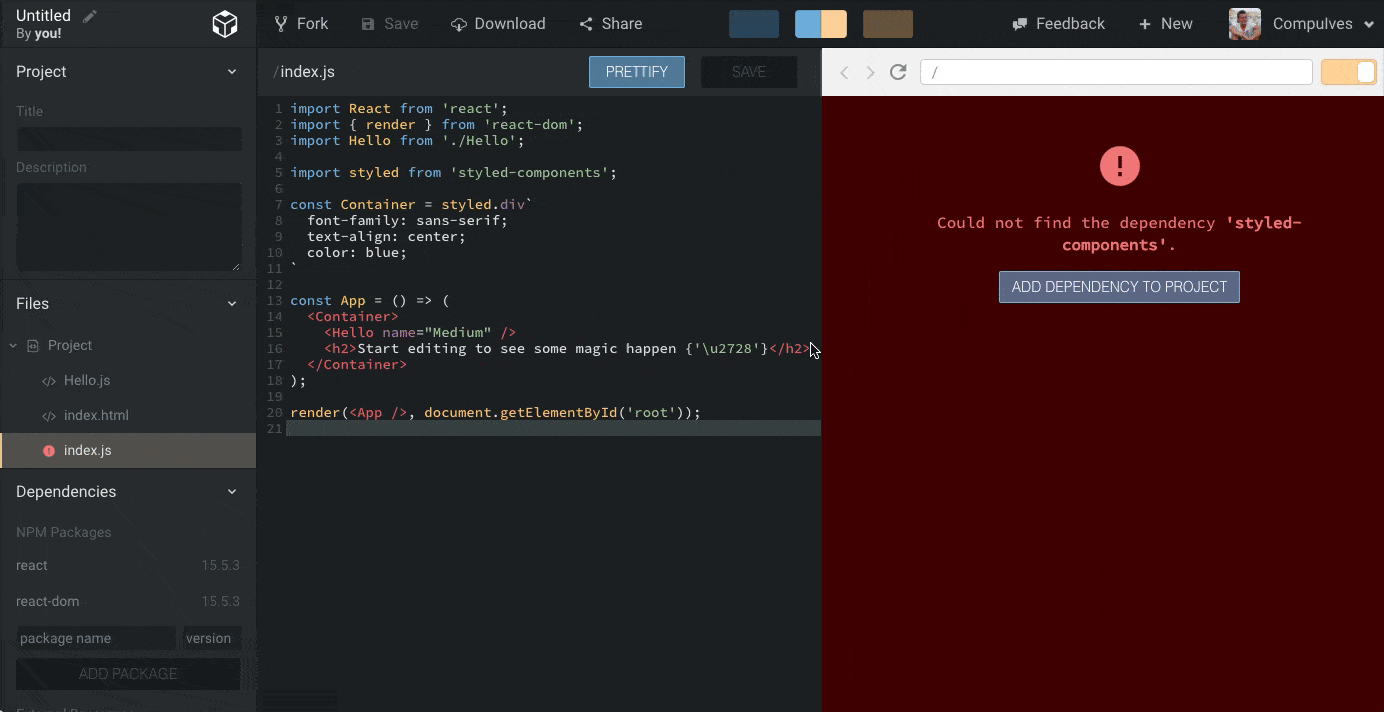 Untitled
By you!
Fork
Save
Download
Share
Feedback
New
Compulves
Project
Title
Description
Files
Project
Hello.js
index.html
index.js
Dependencies
NPM Packages
react 15.5.3
react-dom 15.5.3
package name version
ADD PACKAGE
/index.js
PRETTIFY
SAVE
1 import React from 'react';
2 import { render } from 'react-dom';
3 import Hello from './Hello';
4
5 import styled from 'styled-components';
6
7 const Container = styled.div`
8 font-family: sans-serif;
9 text-align: center;
10 color: blue;
11 `
12
13 const App = () => (
14 <Container>
15 <Hello name="Medium" />
16 <h2>Start editing to see some magic happen {'\u2728'}</h2>
17 </Container>
18 );
19
20 render(<App />, document.getElementById('root'));
21
/
!
Could not find the dependency 'styled-
components'.
ADD DEPENDENCY TO PROJECT